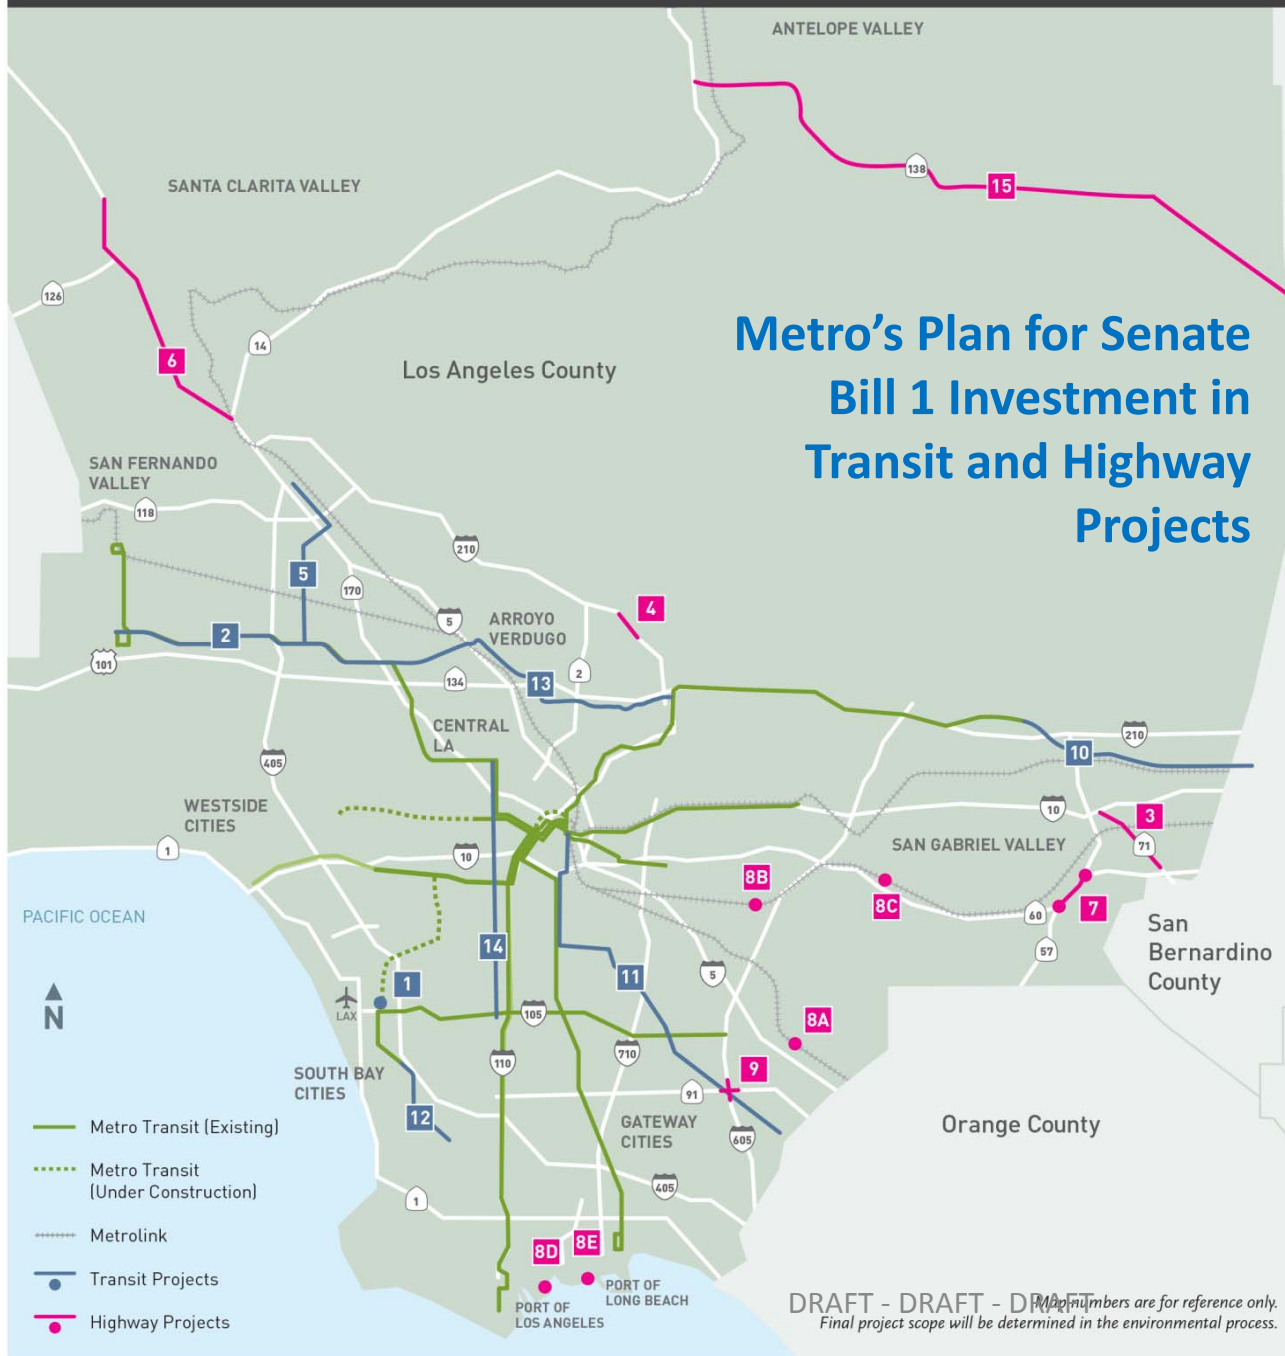 ANTELOPE VALLEY
138
15
SANTA CLARITA VALLEY
126
14
6
Los Angeles County
Metro's Plan for Senate
Bill 1 Investment in
Transit and Highway
Projects
SAN FERNANDO
VALLEY
118
210
5
170
4
5
ARROYO
VERDUGO
2
101
134
13
2
CENTRAL
LA
405
210
10
WESTSIDE
CITIES
1
10
10
3
71
SAN GABRIEL VALLEY
8B
8C
7
60
57
PACIFIC OCEAN
San
Bernardino
County
14
11
5
1
LAX
N
105
8A
110
710
9
SOUTH BAY
CITIES
91
12
GATEWAY
CITIES
605
Orange County
405
1
8D
8E
PORT OF
LONG BEACH
PORT OF
LOS ANGELES
Metro Transit (Existing)
Metro Transit
(Under Construction)
Metrolink
Transit Projects
Highway Projects
DRAFT - DRAFT - DRAFT
Map numbers are for reference only.
Final project scope will be determined in the environmental process.